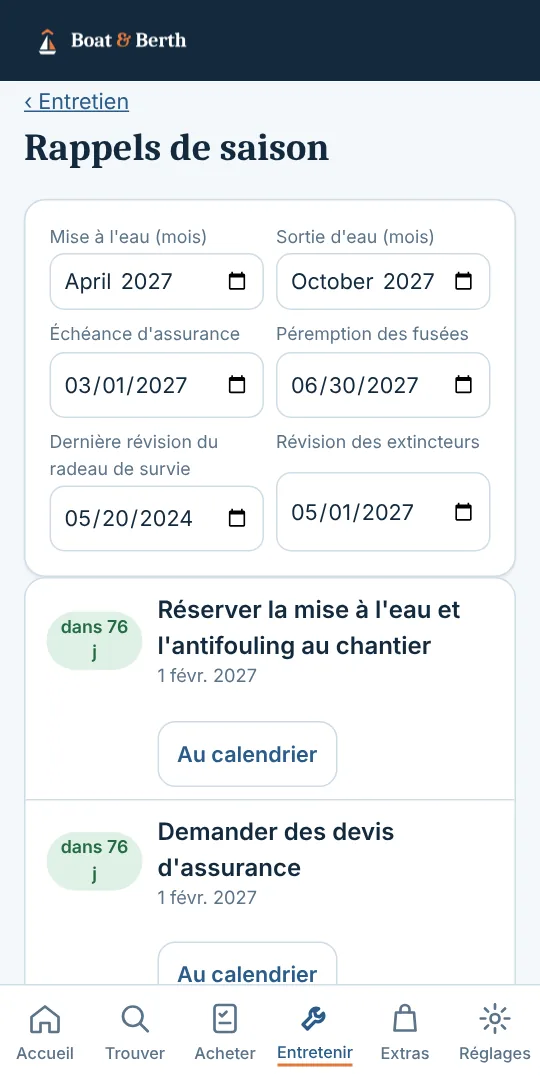 Boat & Berth
‹ Entretien
Rappels de saison
Mise à l'eau (mois)
Sortie d'eau (mois)
April 2027
October 2027
Échéance d'assurance
Péremption des fusées
03/01/2027
06/30/2027
Dernière révision du
radeau de survie
Révision des extincteurs
05/20/2024
05/01/2027
dans 76
j
Réserver la mise à l'eau et
l'antifouling au chantier
1 févr. 2027
Au calendrier
dans 76
j
Demander des devis
d'assurance
1 févr. 2027
Au calendrier
Accueil
Trouver
Acheter
Entretenir
Extras
Réglages